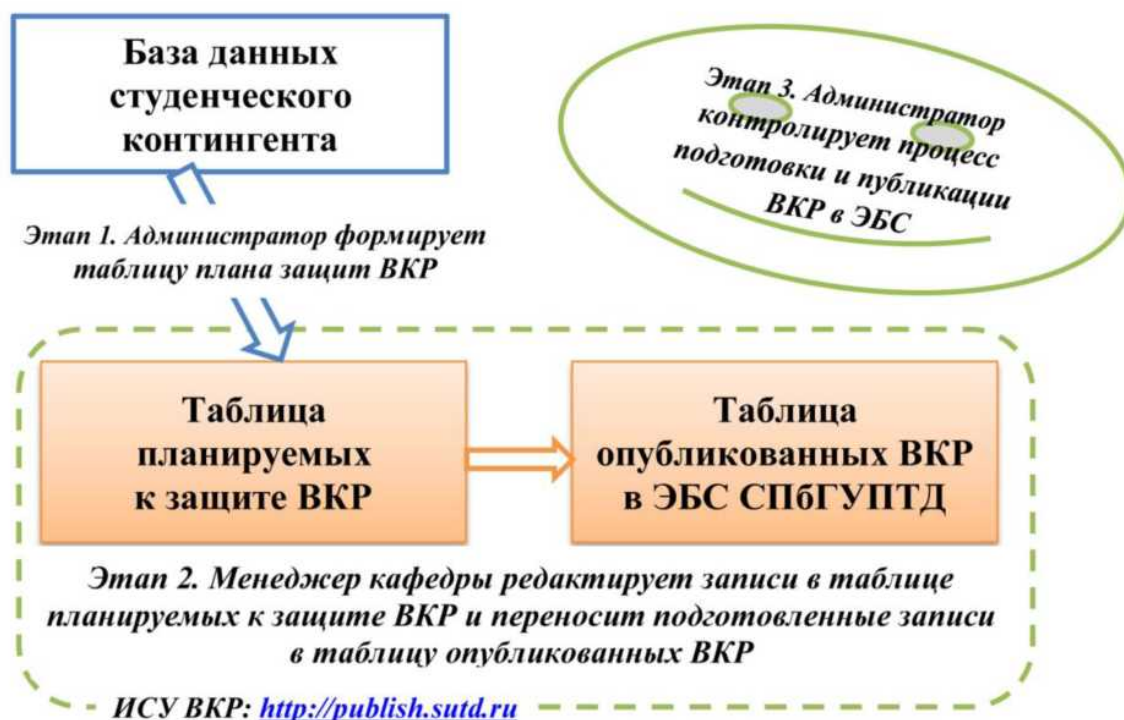 База данных
студенческого
контингента
Этап 3. Администратор
контролирует процесс
подготовки и публикации
ВКР в ЭБС
Этап 1. Администратор формирует
таблицу плана защит ВКР
Таблица
планируемых
к защите ВКР
Таблица
опубликованных ВКР
в ЭБС СПбГУПТД
Этап 2. Менеджер кафедры редактирует записи в таблице
планируемых к защите ВКР и переносит подготовленные записи
в таблицу опубликованных ВКР
ИСУ ВКР: http://publish.sutd.ru